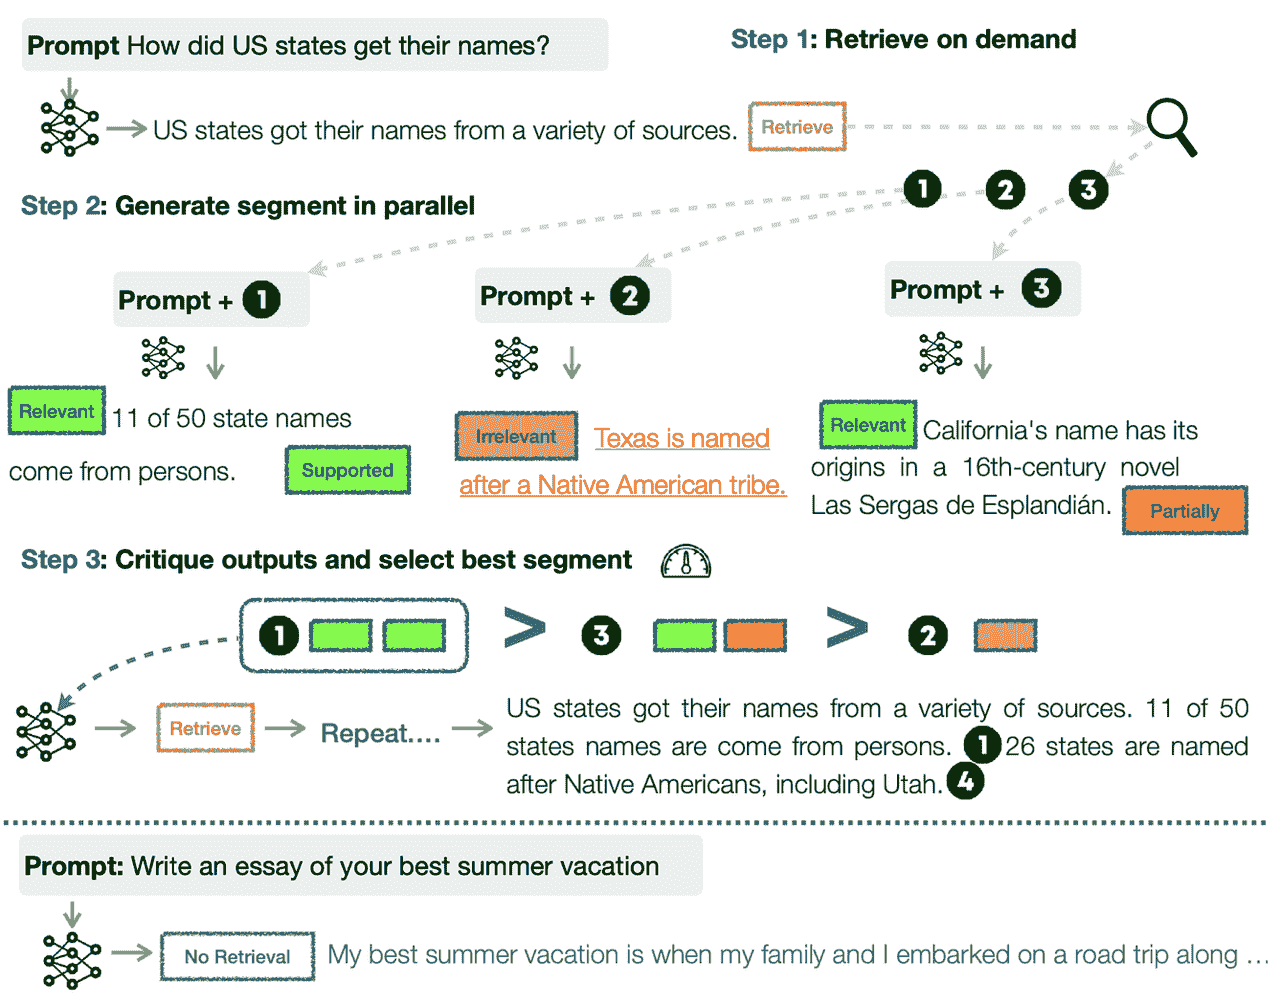 Prompt How did US states get their names?
Step 1: Retrieve on demand
US states got their names from a variety of sources. Retrieve
1 2 3
Step 2: Generate segment in parallel
Prompt + 1
Prompt + 2
Prompt + 3
Relevant 11 of 50 state names
come from persons. Supported
Irrelevant Texas is named
after a Native American tribe.
Relevant California's name has its
origins in a 16th-century novel
Las Sergas de Esplandián. Partially
Step 3: Critique outputs and select best segment
1 > 3 > 2
Retrieve Repeat....
US states got their names from a variety of sources. 11 of 50
states names are come from persons. 1 26 states are named
after Native Americans, including Utah. 4
Prompt: Write an essay of your best summer vacation
No Retrieval My best summer vacation is when my family and I embarked on a road trip along ...